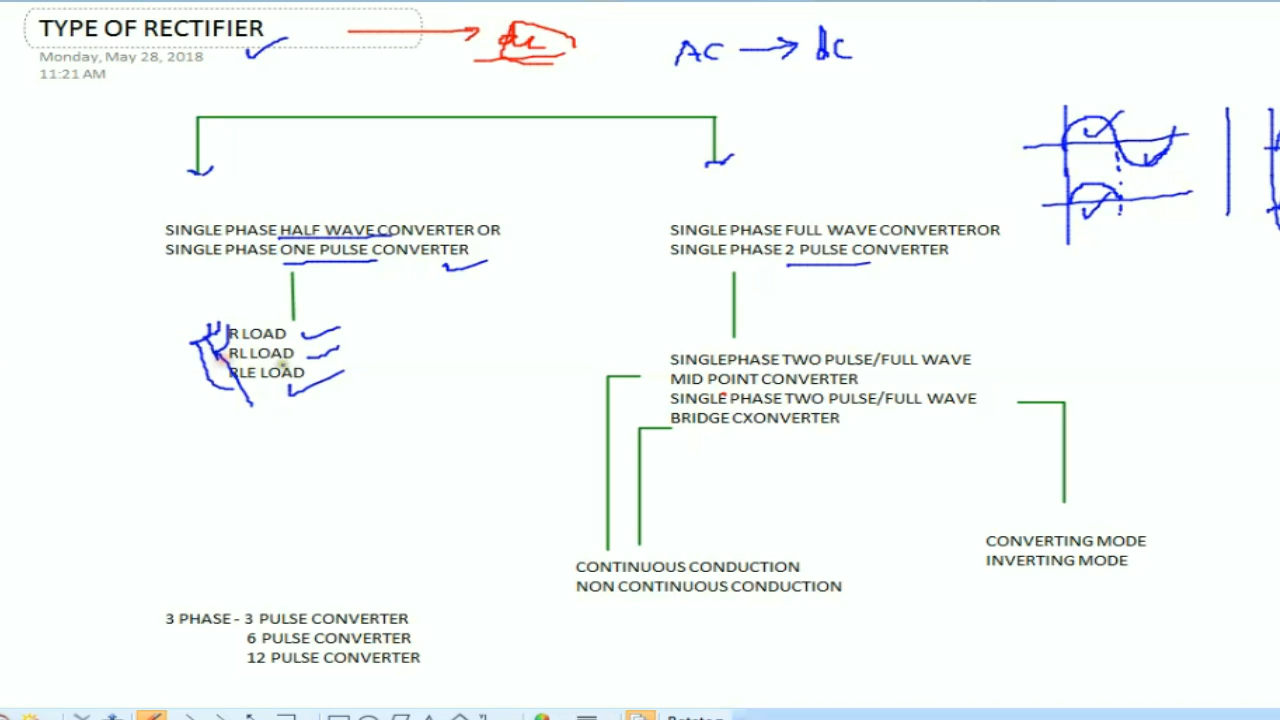 TYPE OF RECTIFIER
Monday, May 28, 2018
11:21 AM
dc
AC → dC
SINGLE PHASE HALF WAVE CONVERTER OR
SINGLE PHASE ONE PULSE CONVERTER
SINGLE PHASE FULL WAVE CONVERTEROR
SINGLE PHASE 2 PULSE CONVERTER
R LOAD
RL LOAD
RLE LOAD
SINGLEPHASE TWO PULSE/FULL WAVE
MID POINT CONVERTER
SINGLE PHASE TWO PULSE/FULL WAVE
BRIDGE CXONVERTER
CONVERTING MODE
INVERTING MODE
CONTINUOUS CONDUCTION
NON CONTINUOUS CONDUCTION
3 PHASE - 3 PULSE CONVERTER
6 PULSE CONVERTER
12 PULSE CONVERTER